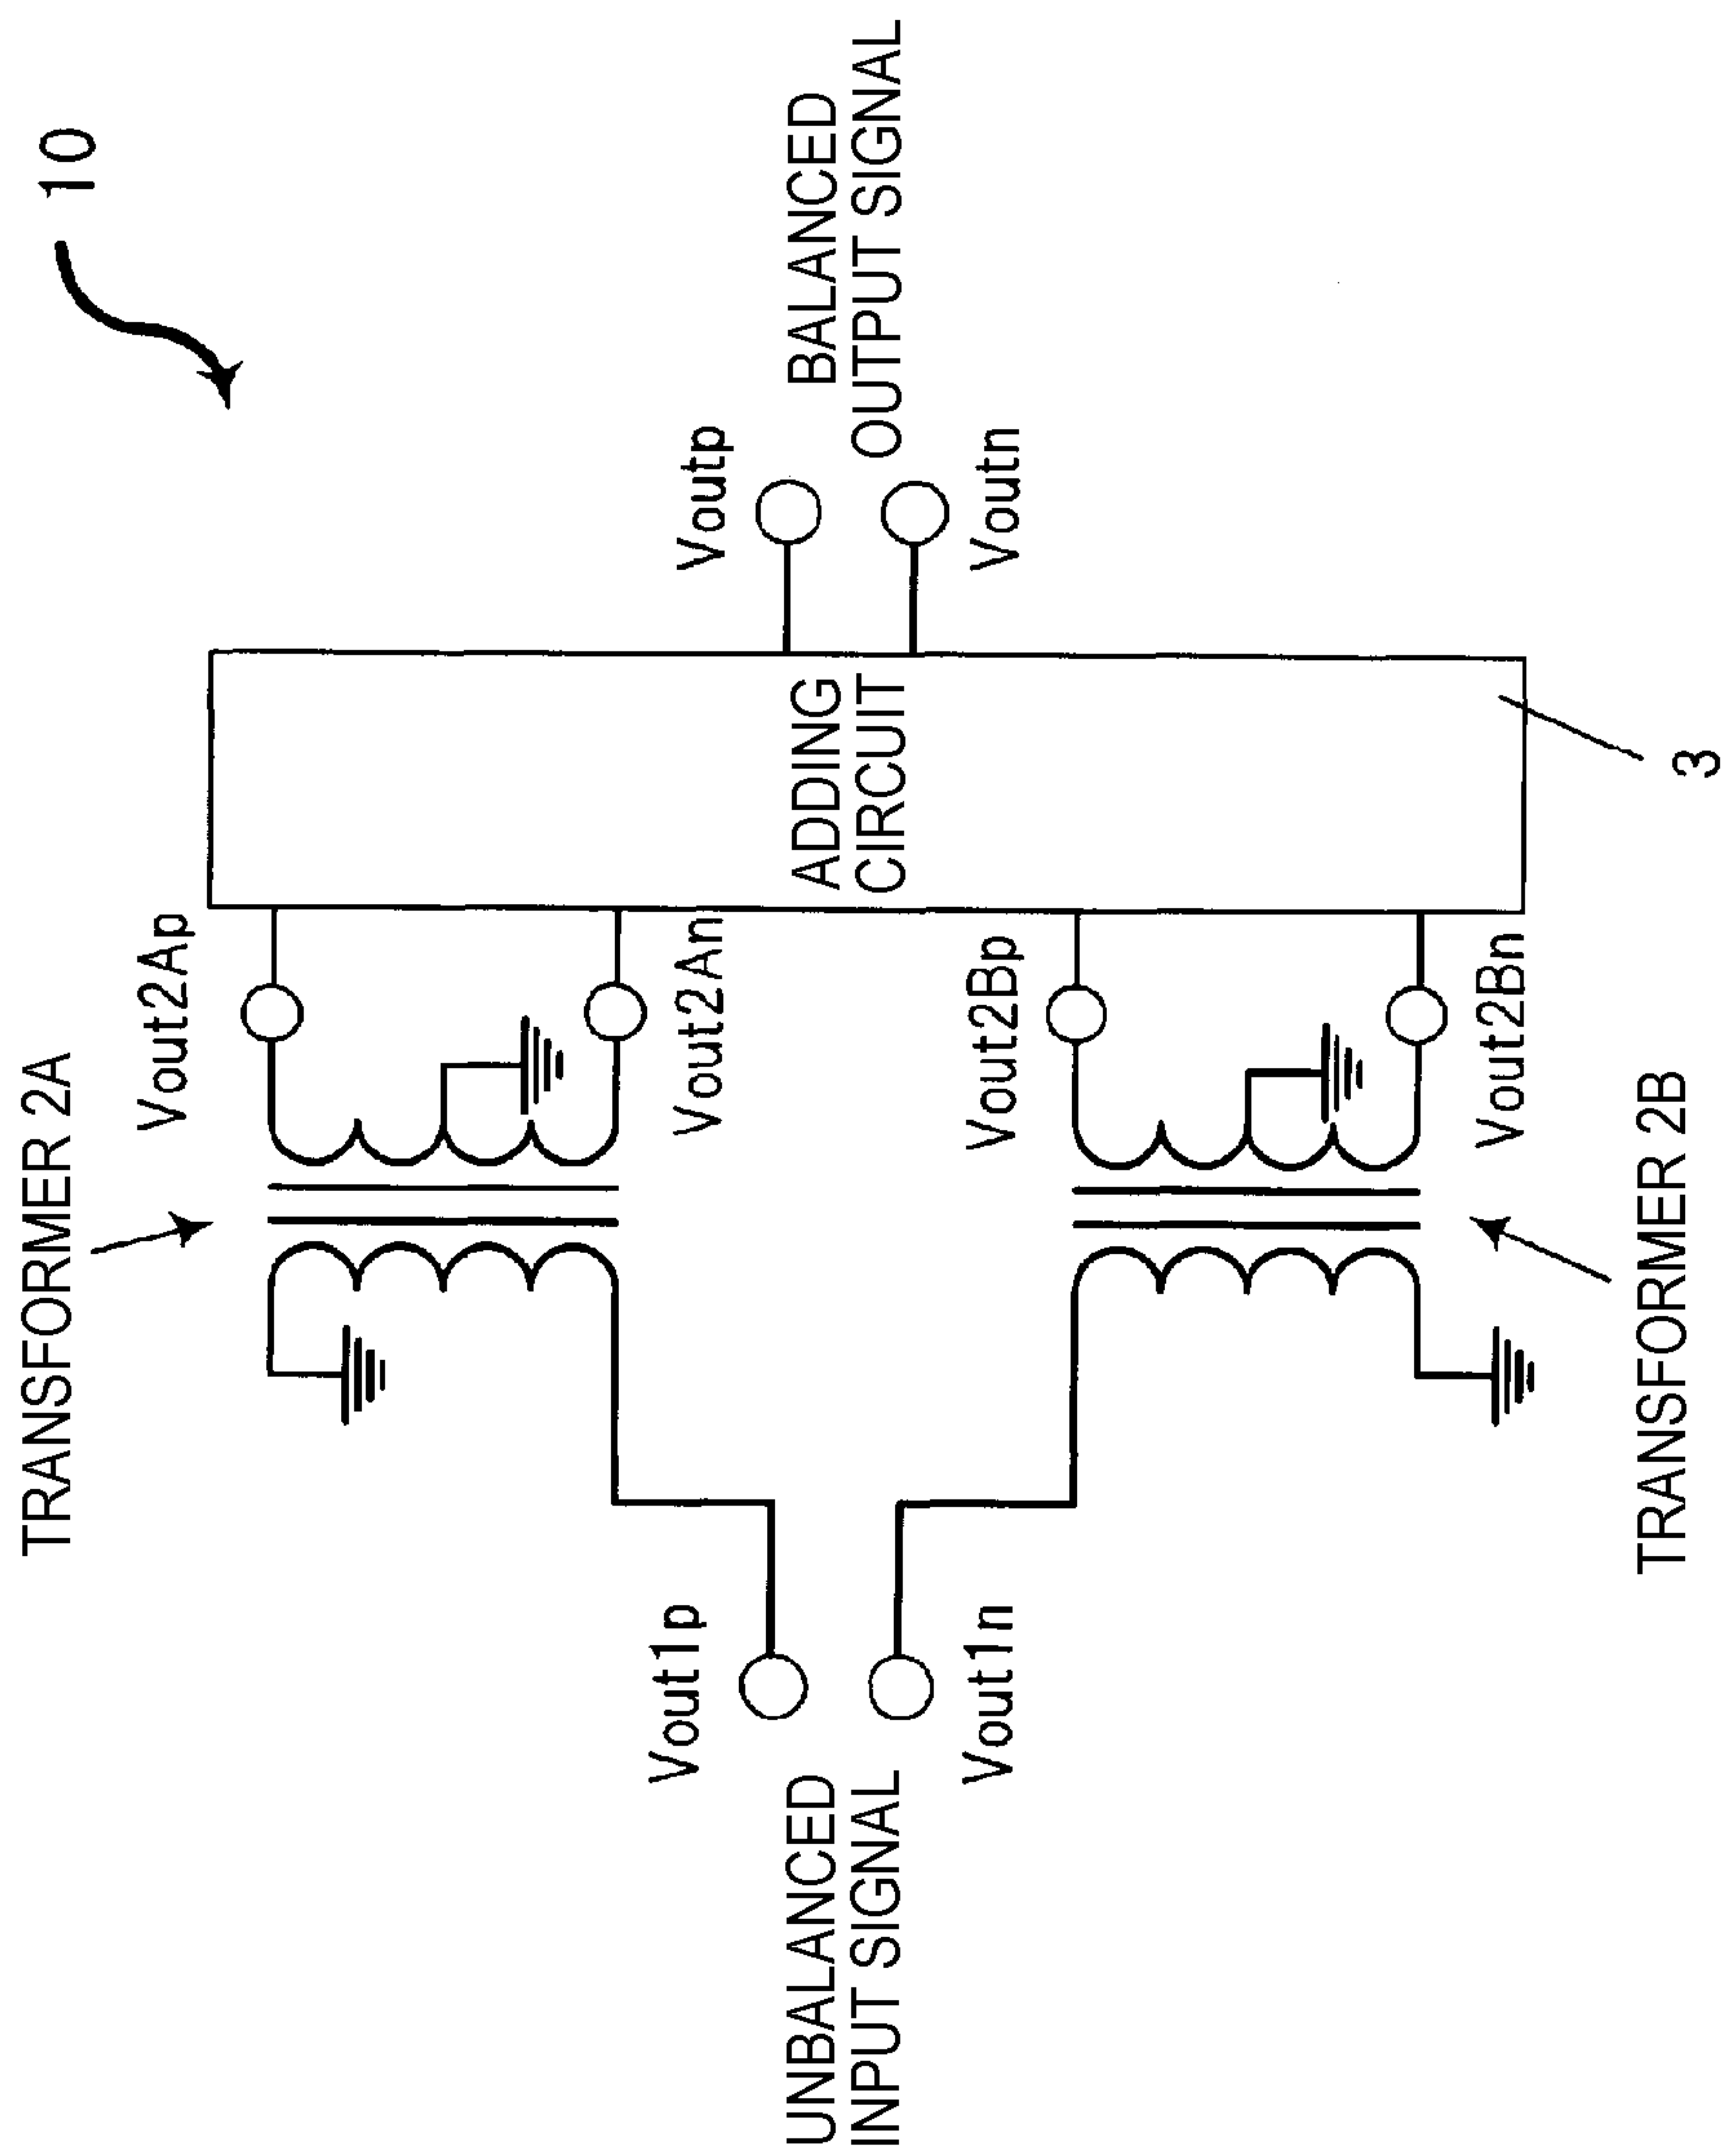 10
TRANSFORMER 2A
Vout2Ap
Vout2An
Vout1p
UNBALANCED
INPUT SIGNAL
Vout1n
ADDING
CIRCUIT
Voutp
BALANCED
OUTPUT SIGNAL
Voutn
Vout2Bp
Vout2Bn
TRANSFORMER 2B
3